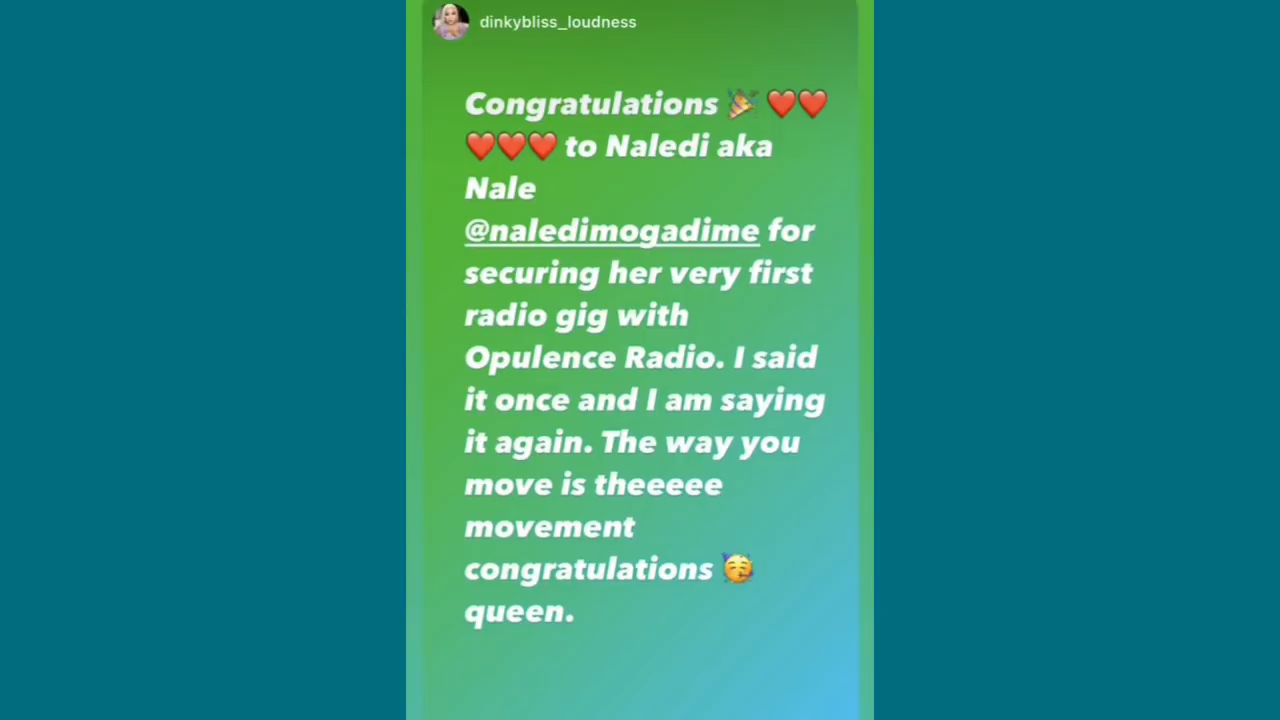 dinkybliss_loudness
Congratulations 🎉 ❤️❤️
❤️❤️❤️ to Naledi aka
Nale
@naledimogadime for
securing her very first
radio gig with
Opulence Radio. I said
it once and I am saying
it again. The way you
move is theeeee
movement
congratulations 🥳
queen.